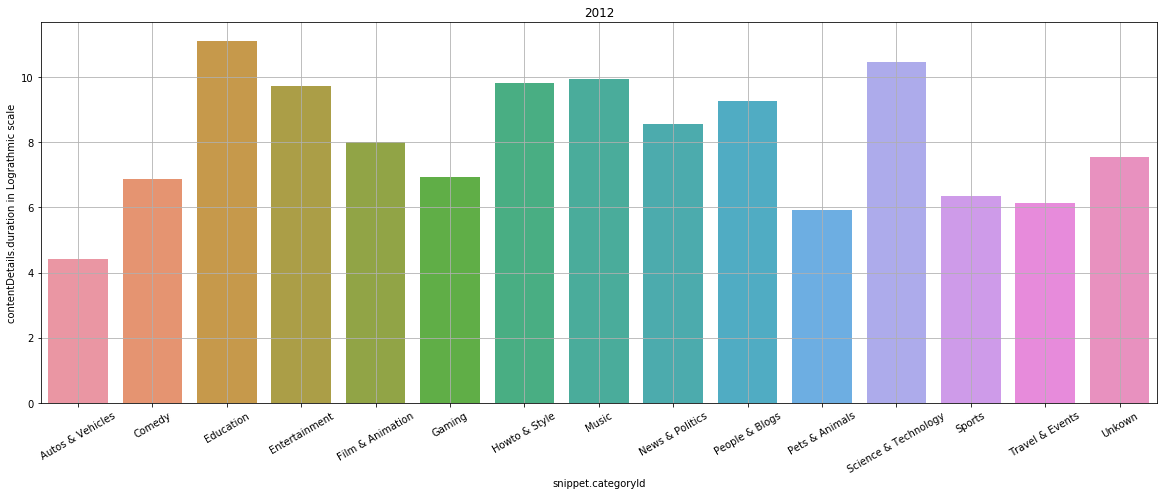 2012
contentDetails.duration in Lograthmic scale
10
8
6
4
2
0
Autos & Vehicles
Comedy
Education
Entertainment
Film & Animation
Gaming
Howto & Style
Music
News & Politics
People & Blogs
Pets & Animals
Science & Technology
Sports
Travel & Events
Unkown
snippet.categoryId